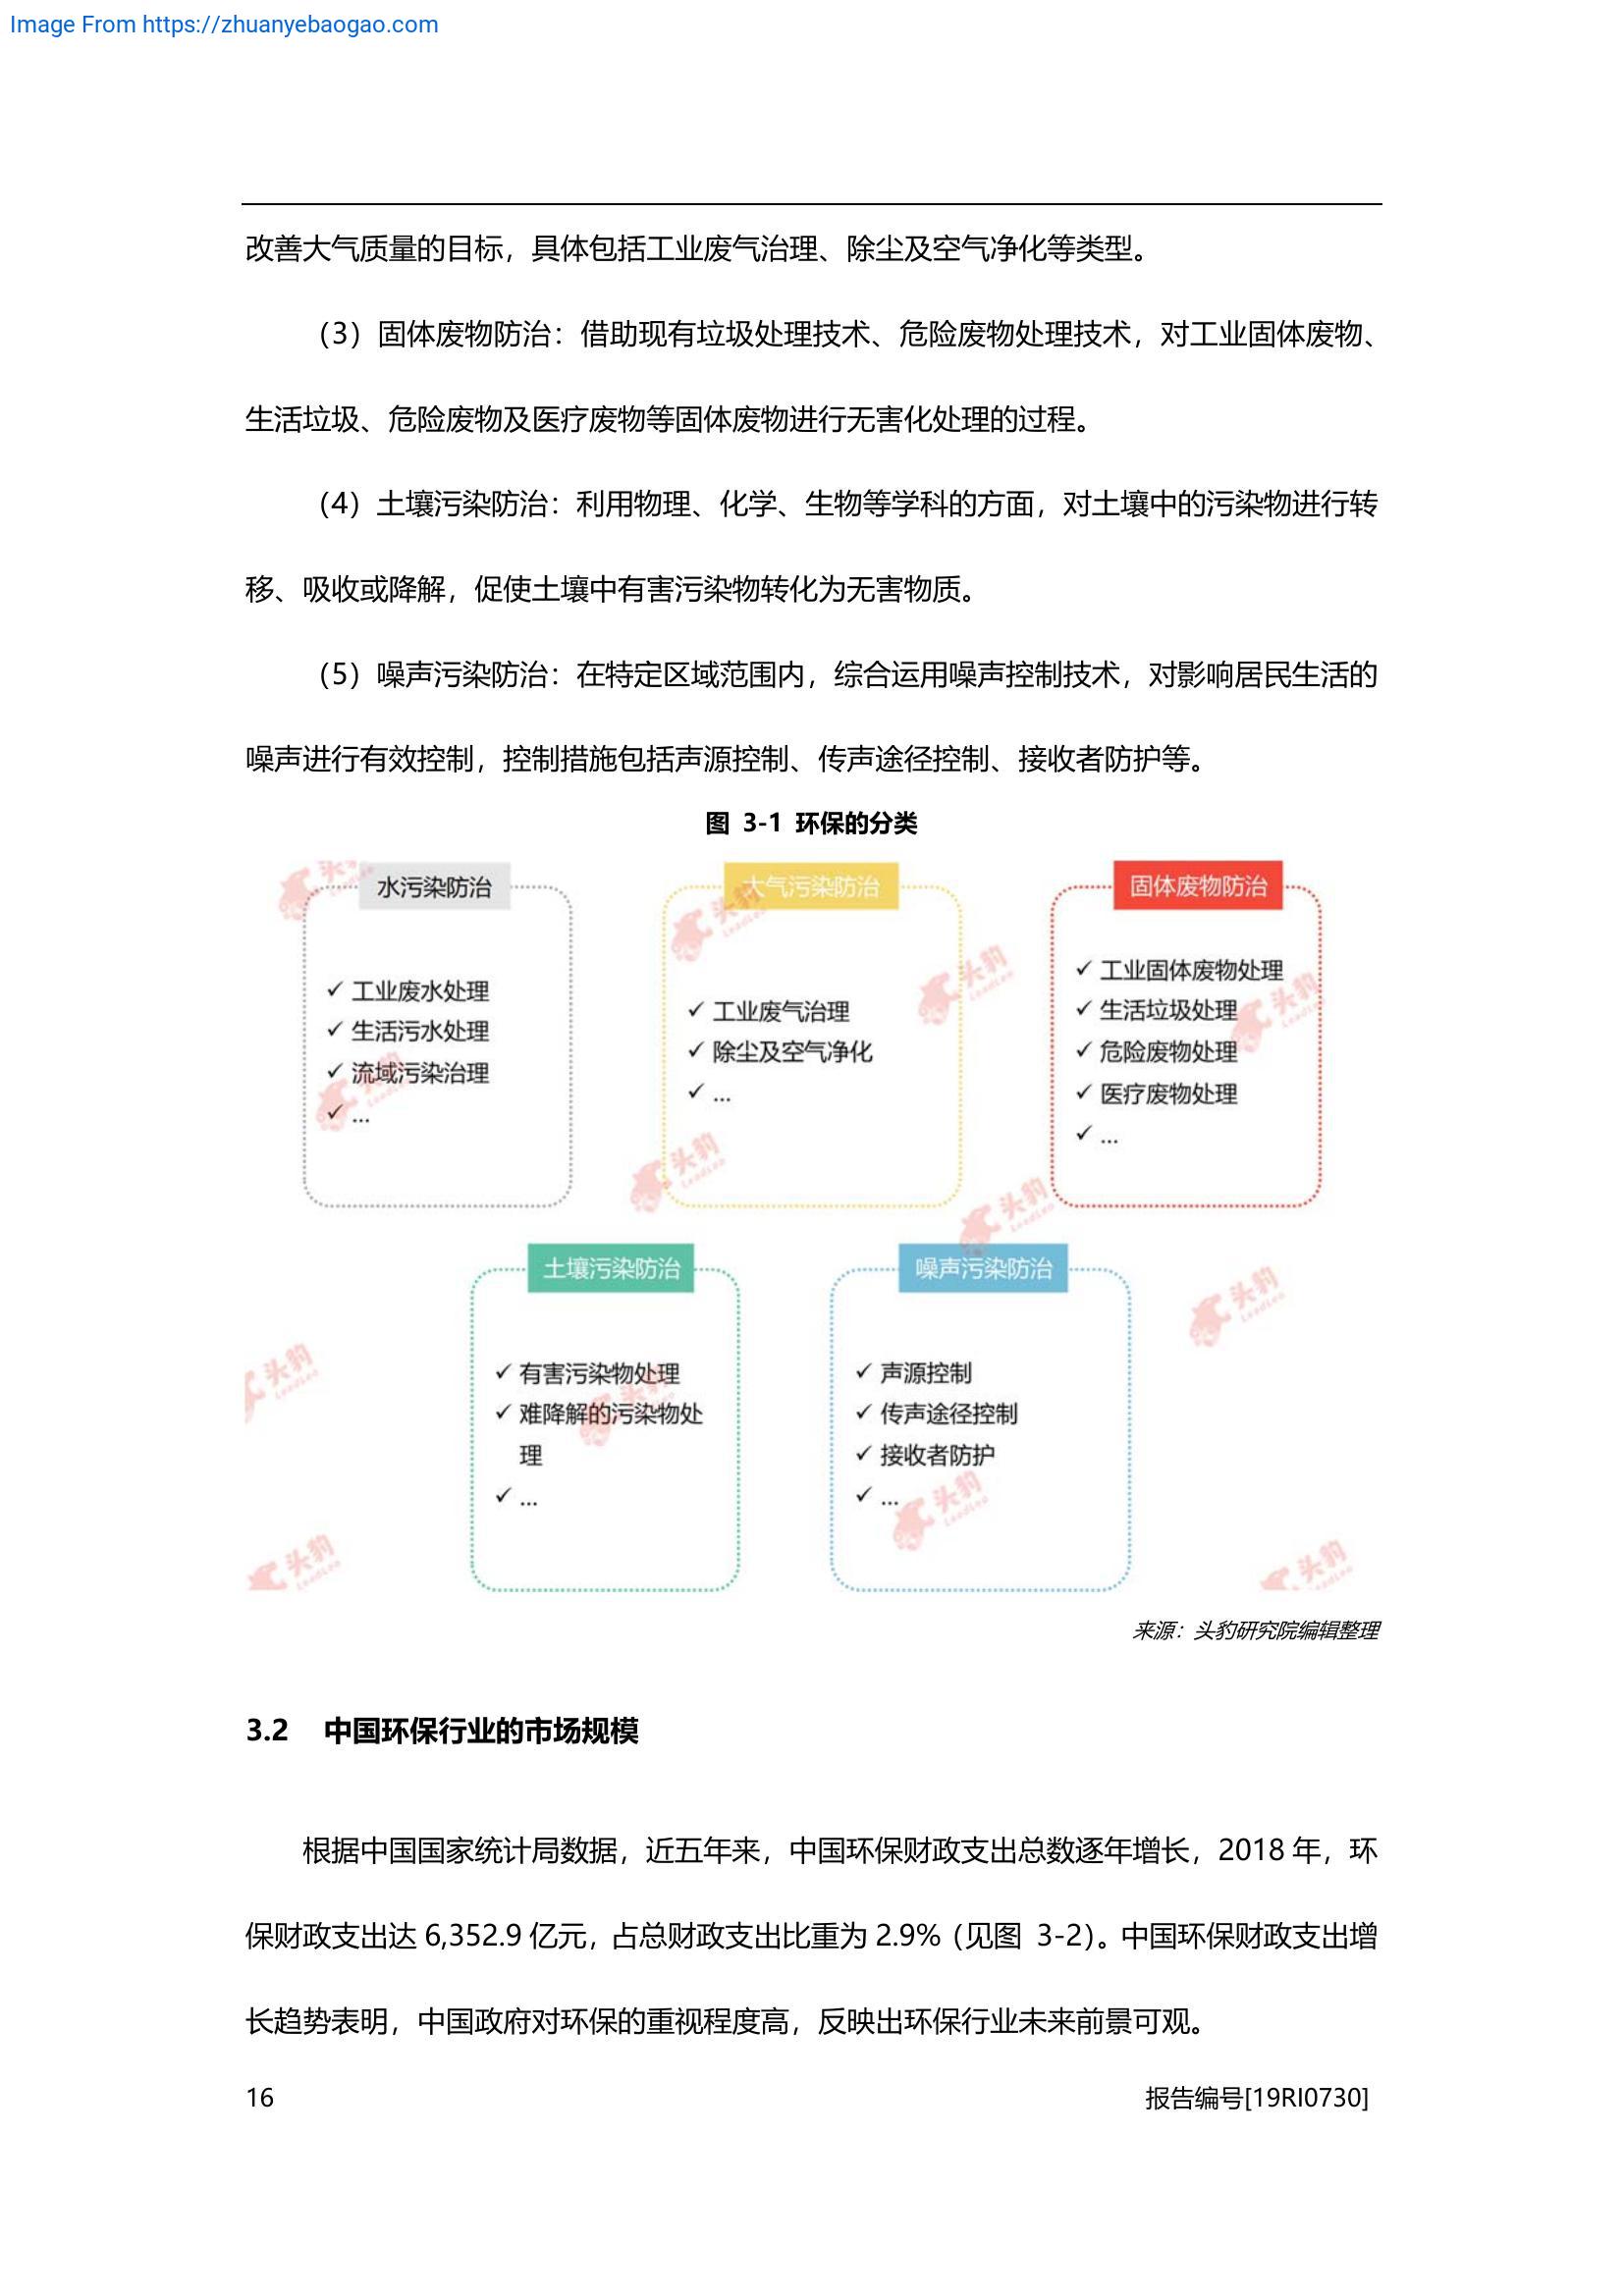 Image From https://zhuanyebaogao.com
改善大气质量的目标，具体包括工业废气治理、除尘及空气净化等类型。
（3）固体废物防治：借助现有垃圾处理技术、危险废物处理技术，对工业固体废物、
生活垃圾、危险废物及医疗废物等固体废物进行无害化处理的过程。
（4）土壤污染防治：利用物理、化学、生物等学科的方面，对土壤中的污染物进行转
移、吸收或降解，促使土壤中有害污染物转化为无害物质。
（5）噪声污染防治：在特定区域范围内，综合运用噪声控制技术，对影响居民生活的
噪声进行有效控制，控制措施包括声源控制、传声途径控制、接收者防护等。
图 3-1 环保的分类
水污染防治
✓ 工业废水处理
✓ 生活污水处理
✓ 流域污染治理
✓ ...
大气污染防治
✓ 工业废气治理
✓ 除尘及空气净化
✓ ...
固体废物防治
✓ 工业固体废物处理
✓ 生活垃圾处理
✓ 危险废物处理
✓ 医疗废物处理
✓ ...
土壤污染防治
✓ 有害污染物处理
✓ 难降解的污染物处
理
✓ ...
噪声污染防治
✓ 声源控制
✓ 传声途径控制
✓ 接收者防护
✓ ...
头豹
LeadLeo
来源：头豹研究院编辑整理
3.2 中国环保行业的市场规模
根据中国国家统计局数据，近五年来，中国环保财政支出总数逐年增长，2018 年，环
保财政支出达 6,352.9 亿元，占总财政支出比重为 2.9%（见图 3-2）。中国环保财政支出增
长趋势表明，中国政府对环保的重视程度高，反映出环保行业未来前景可观。
16
报告编号[19RI0730]